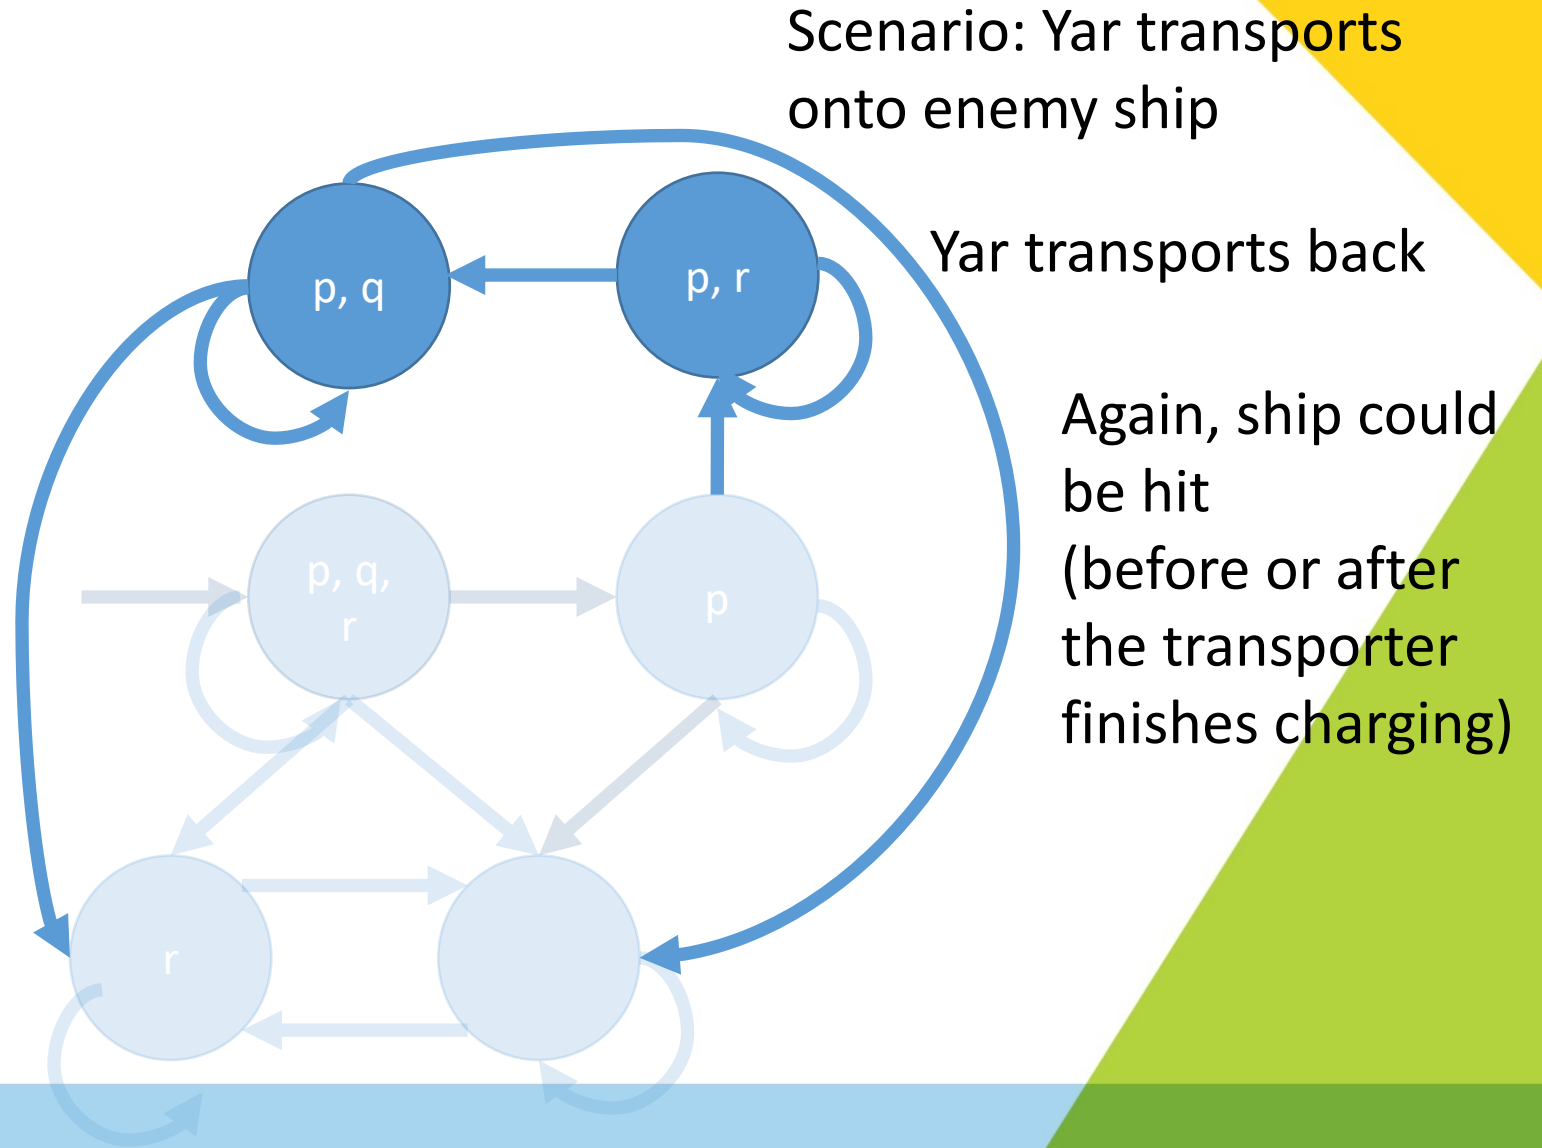 Scenario: Yar transports
onto enemy ship
p, q
p, r
Yar transports back
Again, ship could
be hit
(before or after
the transporter
finishes charging)
p, q,
r
p
r